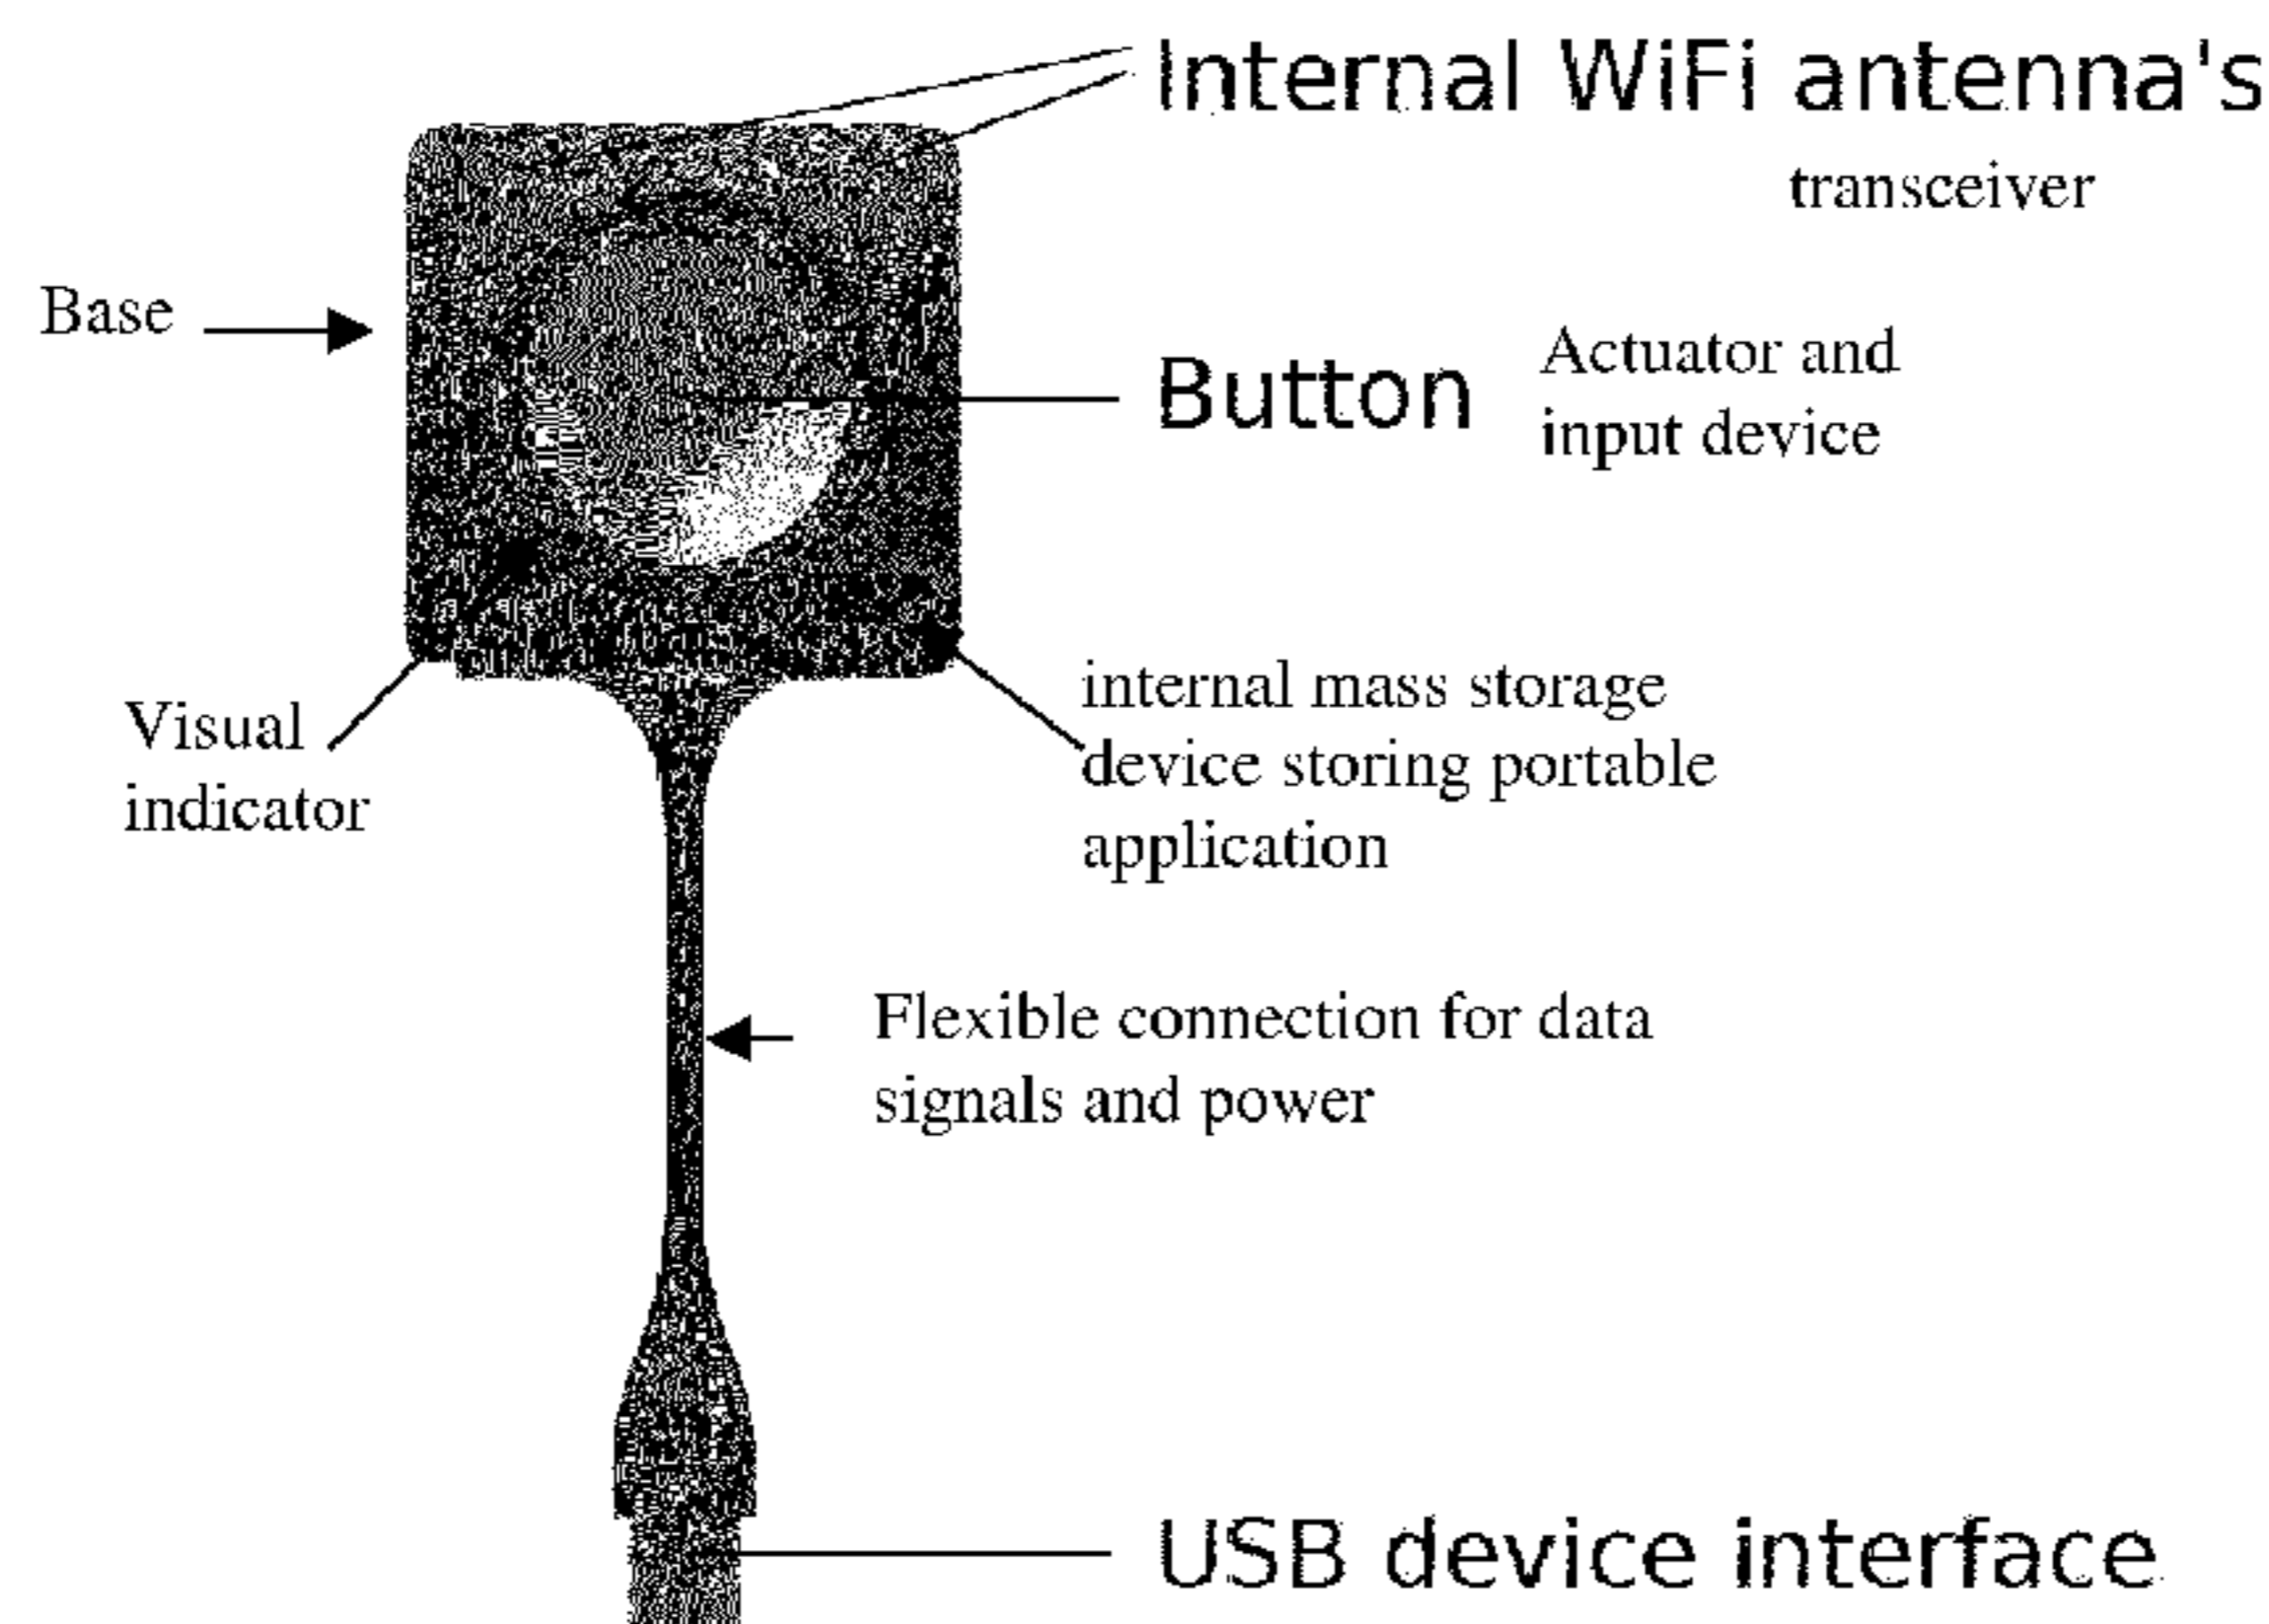 Internal WiFi antenna's
transceiver
Base
Button
Actuator and
input device
Visual
indicator
internal mass storage
device storing portable
application
Flexible connection for data
signals and power
USB device interface